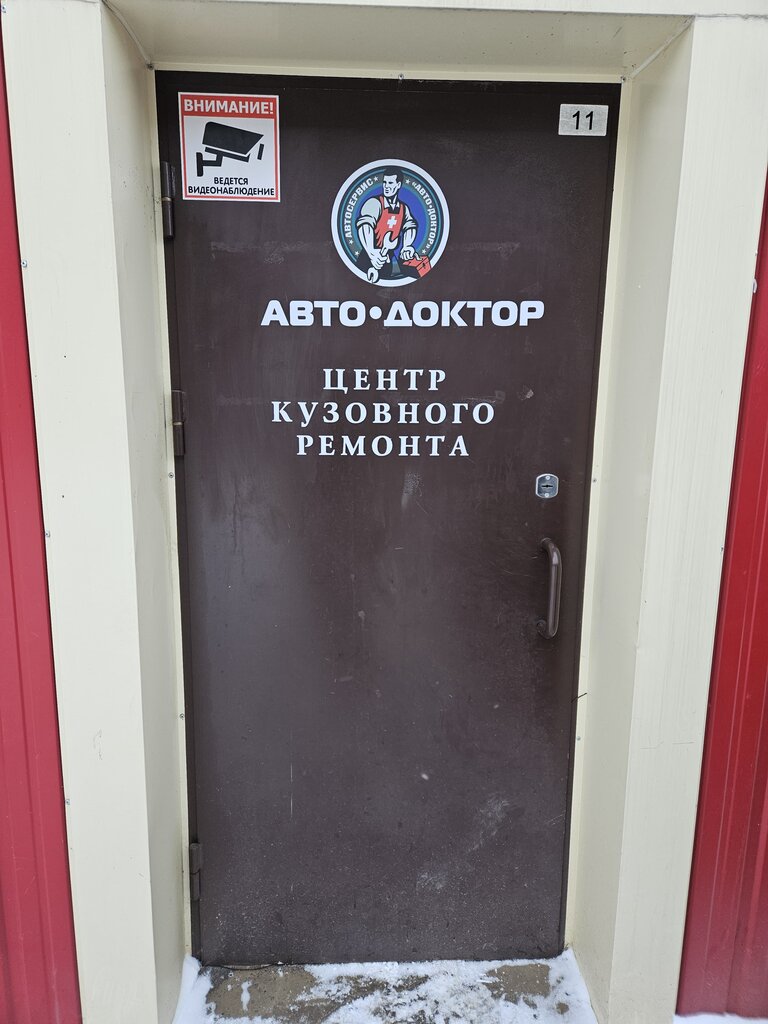 ВНИМАНИЕ!
ВЕДЕТСЯ
ВИДЕОНАБЛЮДЕНИЕ
11
АВТОСЕРВИС
«АВТО-ДОКТОР»
АВТО•ДОКТОР
ЦЕНТР
КУЗОВНОГО
РЕМОНТА